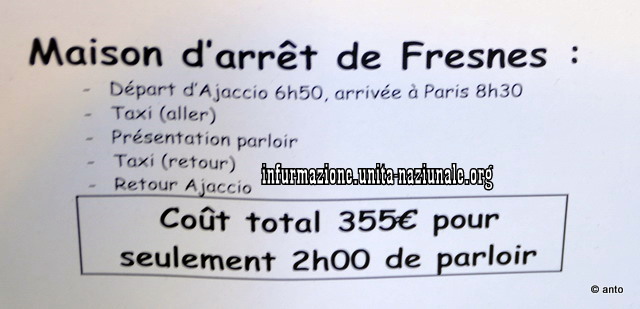 Maison d'arrêt de Fresnes :
- Départ d'Ajaccio 6h50, arrivée à Paris 8h30
- Taxi (aller)
- Présentation parloir
- Taxi (retour)
- Retour Ajaccio
infurmazione.unita-naziunale.org
Coût total 355€ pour
seulement 2h00 de parloir
© anto